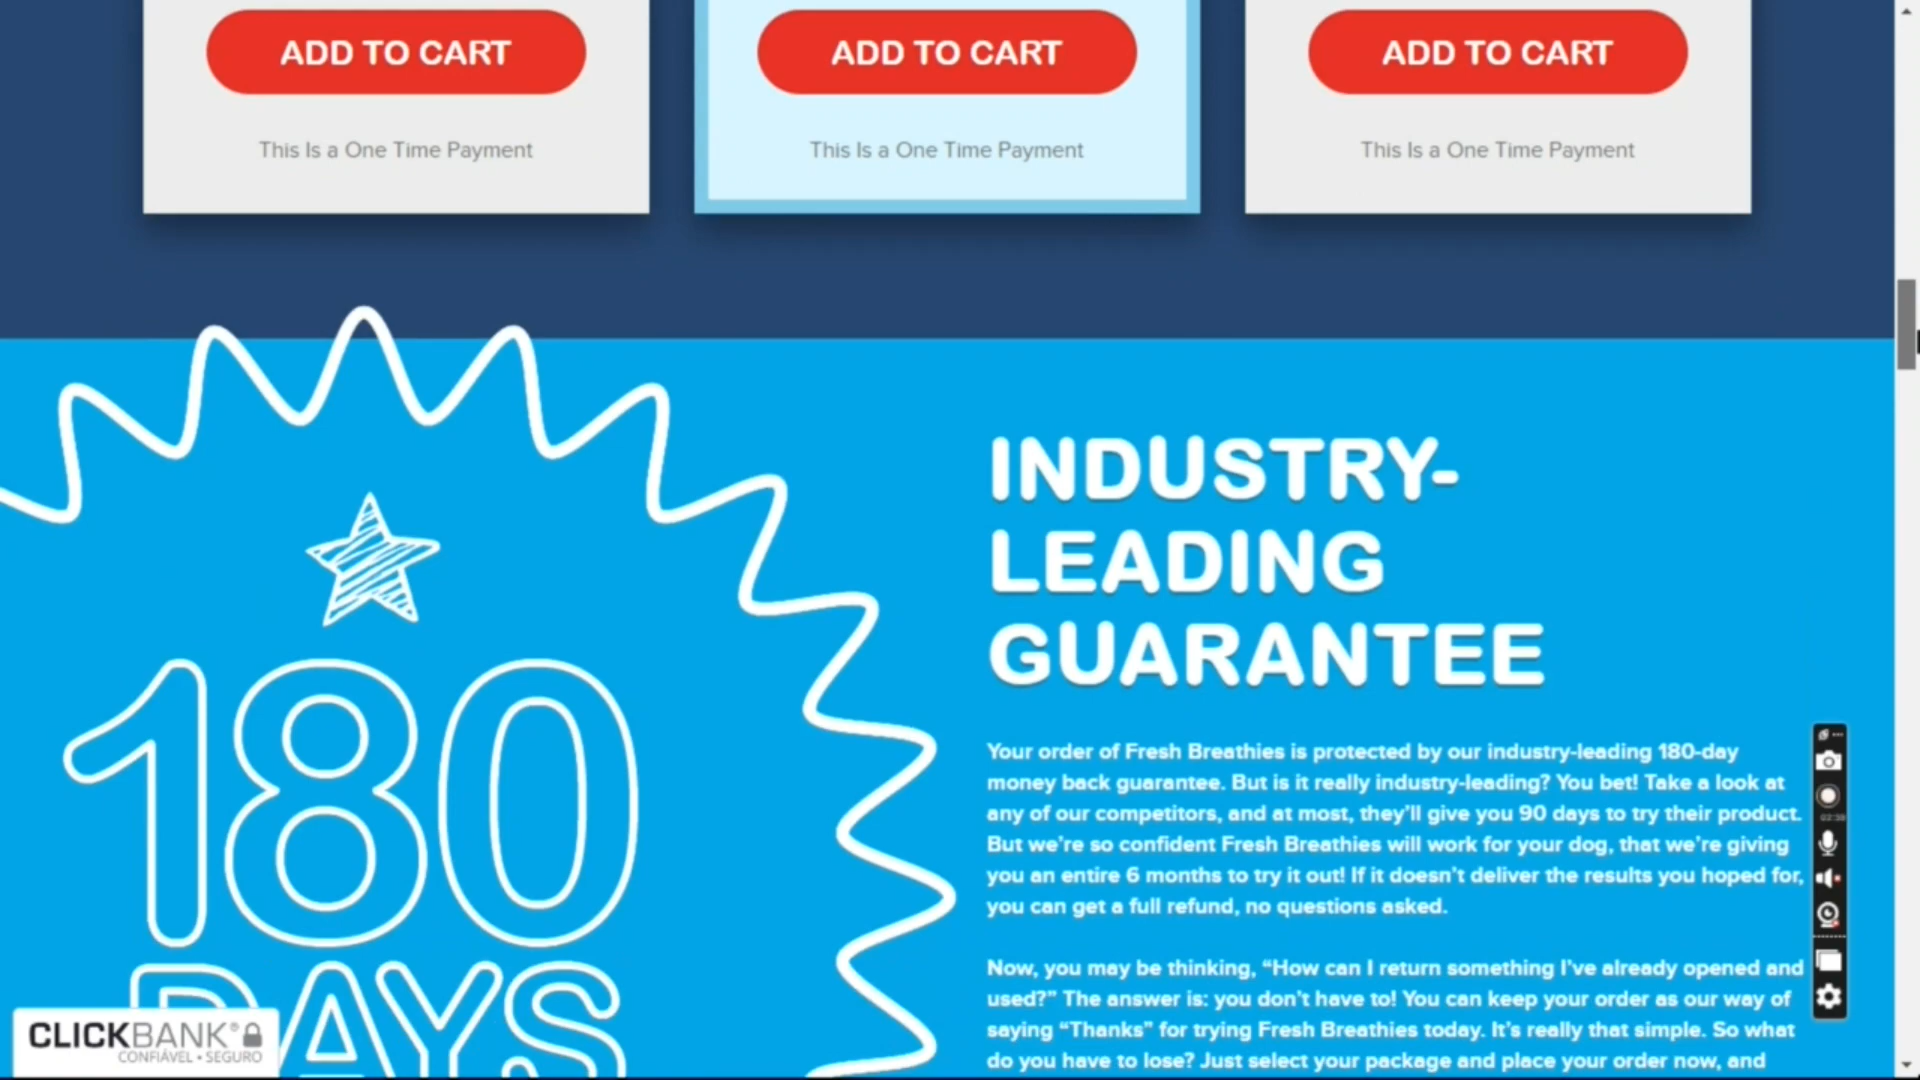 ADD TO CART
ADD TO CART
ADD TO CART
This Is a One Time Payment
This Is a One Time Payment
This Is a One Time Payment
180
DAYS
INDUSTRY-
LEADING
GUARANTEE
Your order of Fresh Breathies is protected by our industry-leading 180-day
money back guarantee. But is it really industry-leading? You bet! Take a look at
any of our competitors, and at most, they’ll give you 90 days to try their product.
But we’re so confident Fresh Breathies will work for your dog, that we’re giving
you an entire 6 months to try it out! If it doesn’t deliver the results you hoped for,
you can get a full refund, no questions asked.
Now, you may be thinking, “How can I return something I’ve already opened and
used?” The answer is: you don’t have to! You can keep your order as our way of
saying “Thanks” for trying Fresh Breathies today. It’s really that simple. So what
do you have to lose? Just select your package and place your order now, and
CLICKBANK®
CONFIÁVEL • SEGURO